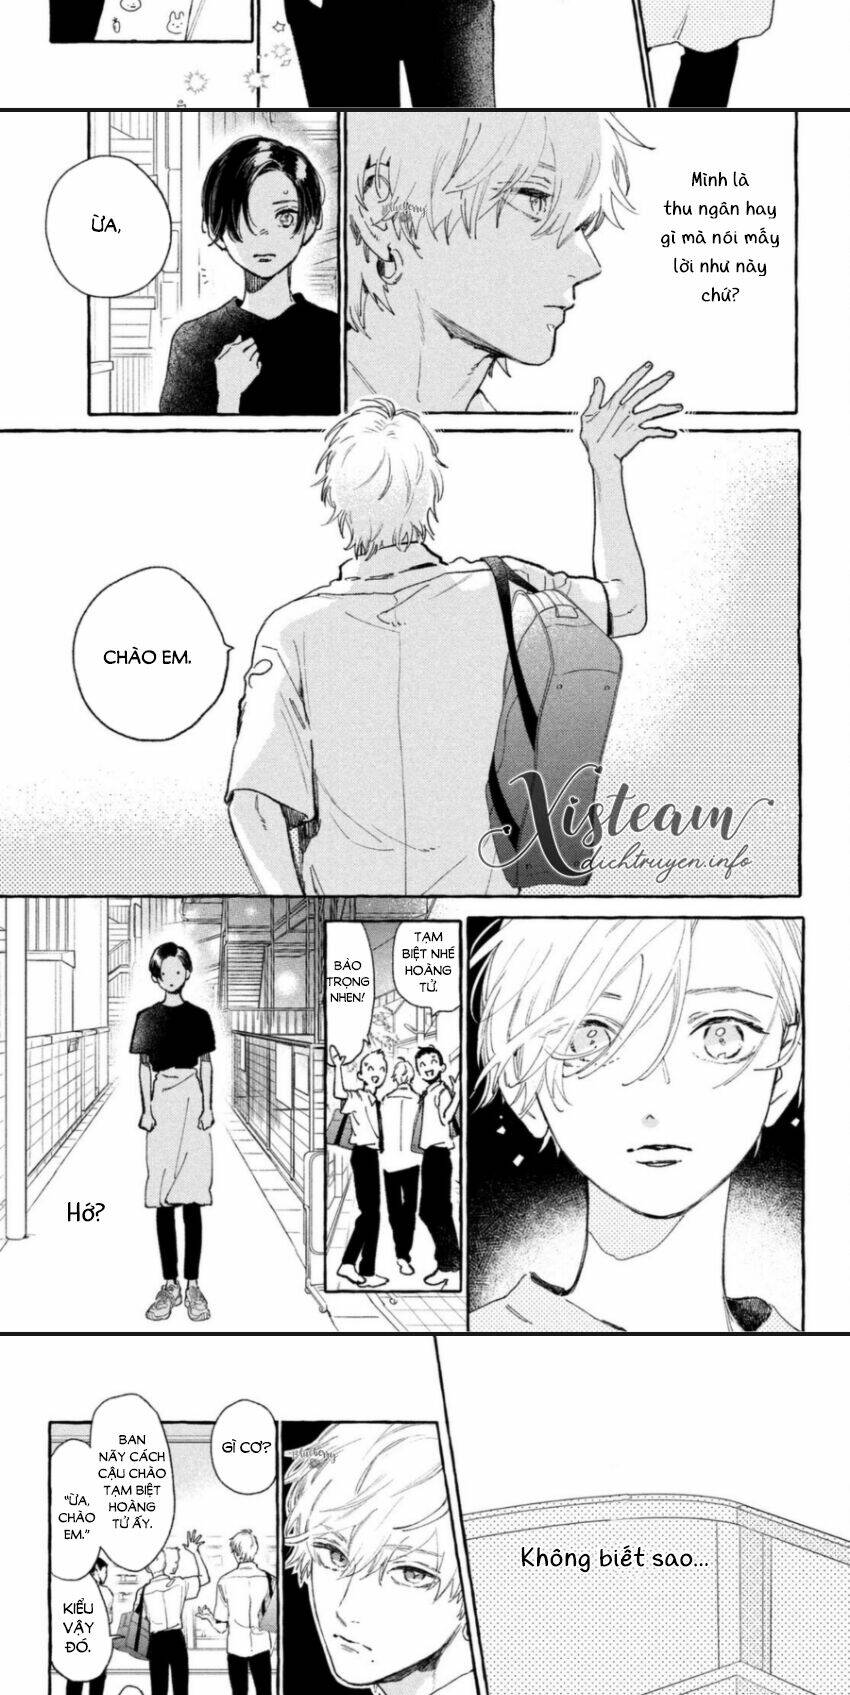 Mình là
thu ngân hay
gì mà nói mấy
lời như này
chứ?
Blueberry
ỪA,
CHÀO EM.
Xisteam
dichtruyen.info
TẠM
BIỆT NHÉ
HOÀNG
TỬ.
BẢO
TRỌNG
NHEN!
Hớ?
GÌ CƠ?
BAN
NÃY CÁCH
CẬU CHÀO
TẠM BIỆT
HOÀNG
TỬ ẤY.
“ỪA,
CHÀO
EM.”
KIỂU
VẬY
ĐÓ.
Blueberry
Không biết sao...